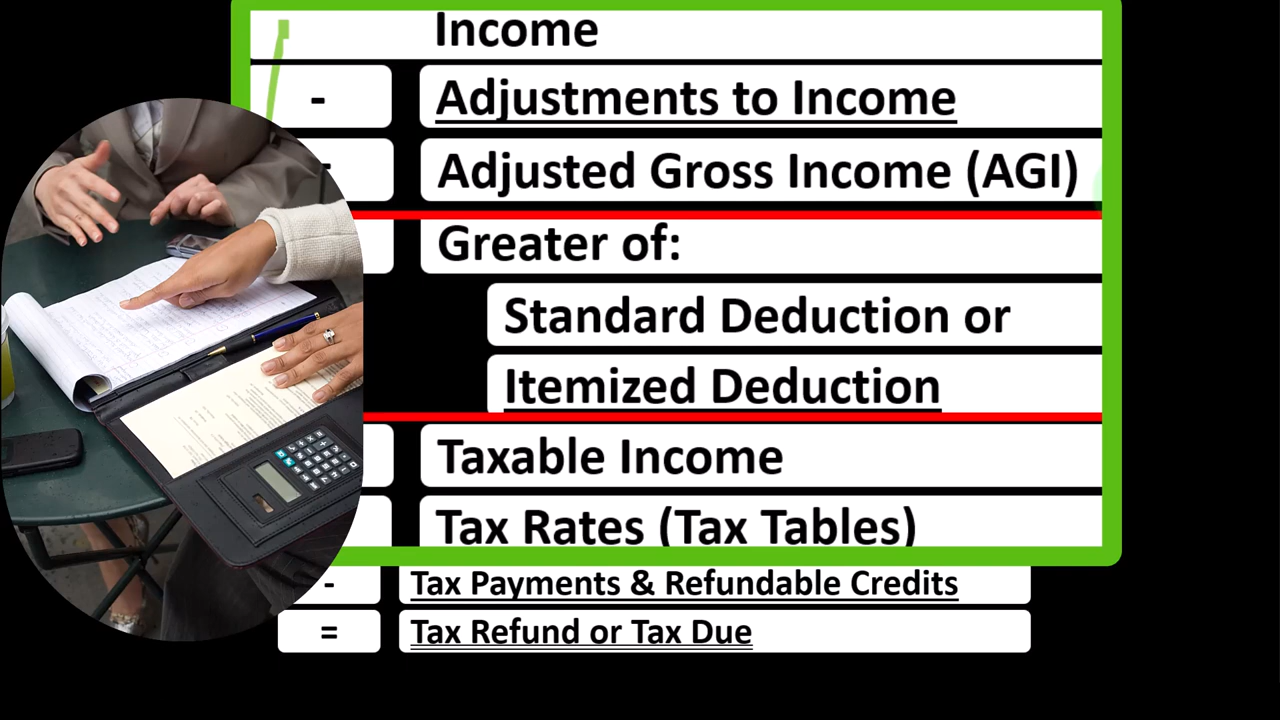 Income
- Adjustments to Income
Adjusted Gross Income (AGI)
Greater of:
Standard Deduction or
Itemized Deduction
Taxable Income
Tax Rates (Tax Tables)
- Tax Payments & Refundable Credits
= Tax Refund or Tax Due